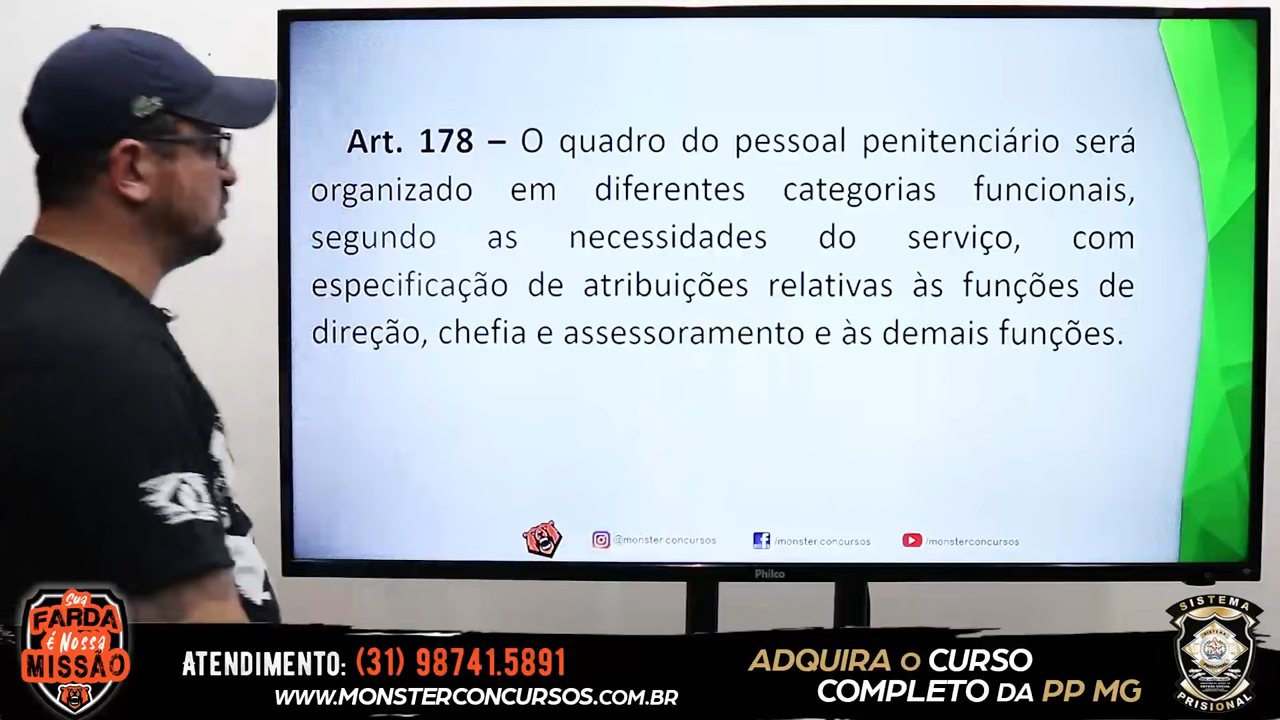 Art. 178 – O quadro do pessoal penitenciário será
organizado em diferentes categorias funcionais,
segundo as necessidades do serviço, com
especificação de atribuições relativas às funções de
direção, chefia e assessoramento e às demais funções.
@monster.concursos
/monster.concursos
/monsterconcursos
Philco
Sua
FARDA
É NOSSA
MISSÃO
ATENDIMENTO: (31) 98741.5891
WWW.MONSTERCONCURSOS.COM.BR
ADQUIRA O CURSO
COMPLETO DA PP MG
SISTEMA
PRISIONAL